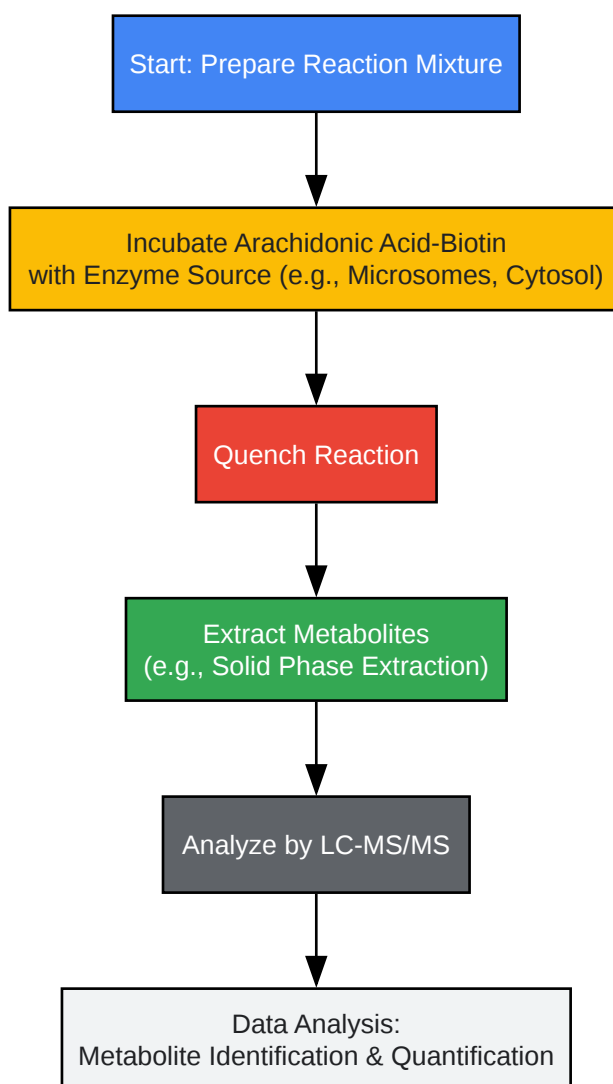 Start: Prepare Reaction Mixture
Incubate Arachidonic Acid-Biotin
with Enzyme Source (e.g., Microsomes, Cytosol)
Quench Reaction
Extract Metabolites
(e.g., Solid Phase Extraction)
Analyze by LC-MS/MS
Data Analysis:
Metabolite Identification & Quantification